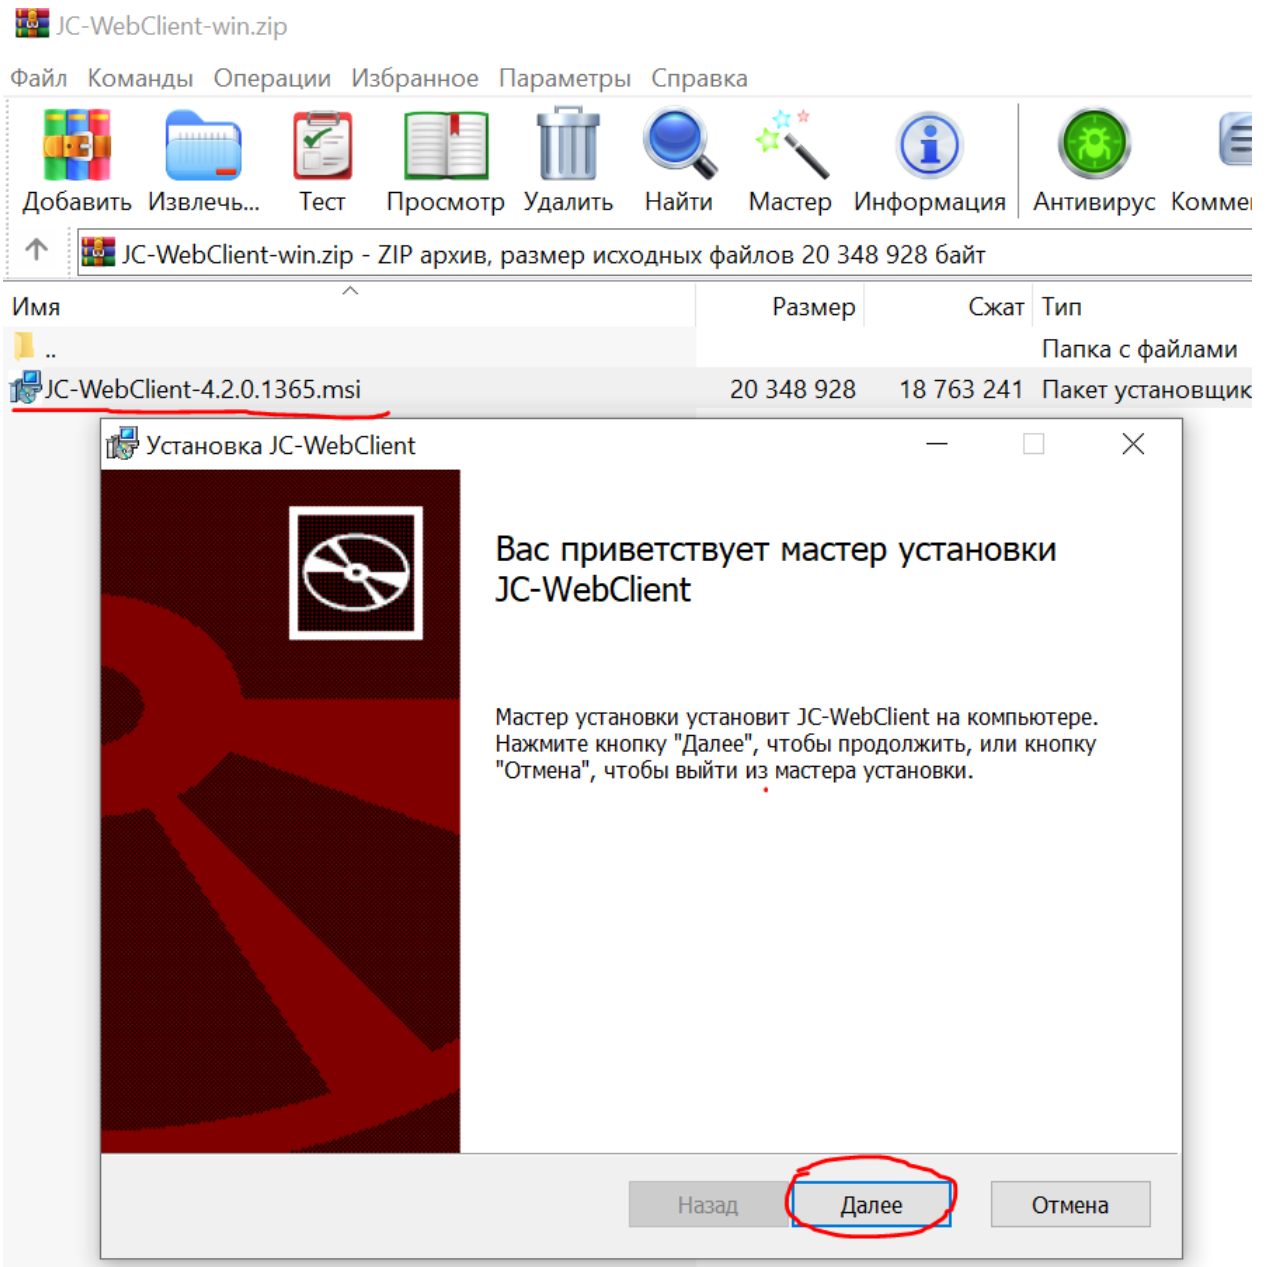 JC-WebClient-win.zip
Файл Команды Операции Избранное Параметры Справка
Добавить Извлечь... Тест Просмотр Удалить Найти Мастер Информация Антивирус
JC-WebClient-win.zip - ZIP архив, размер исходных файлов 20 348 928 байт
Имя Размер Сжат Тип
.. Папка с файлами
JC-WebClient-4.2.0.1365.msi 20 348 928 18 763 241 Пакет установщик
Установка JC-WebClient
Вас приветствует мастер установки
JC-WebClient
Мастер установки установит JC-WebClient на компьютере.
Нажмите кнопку "Далее", чтобы продолжить, или кнопку
"Отмена", чтобы выйти из мастера установки.
Назад Далее Отмена